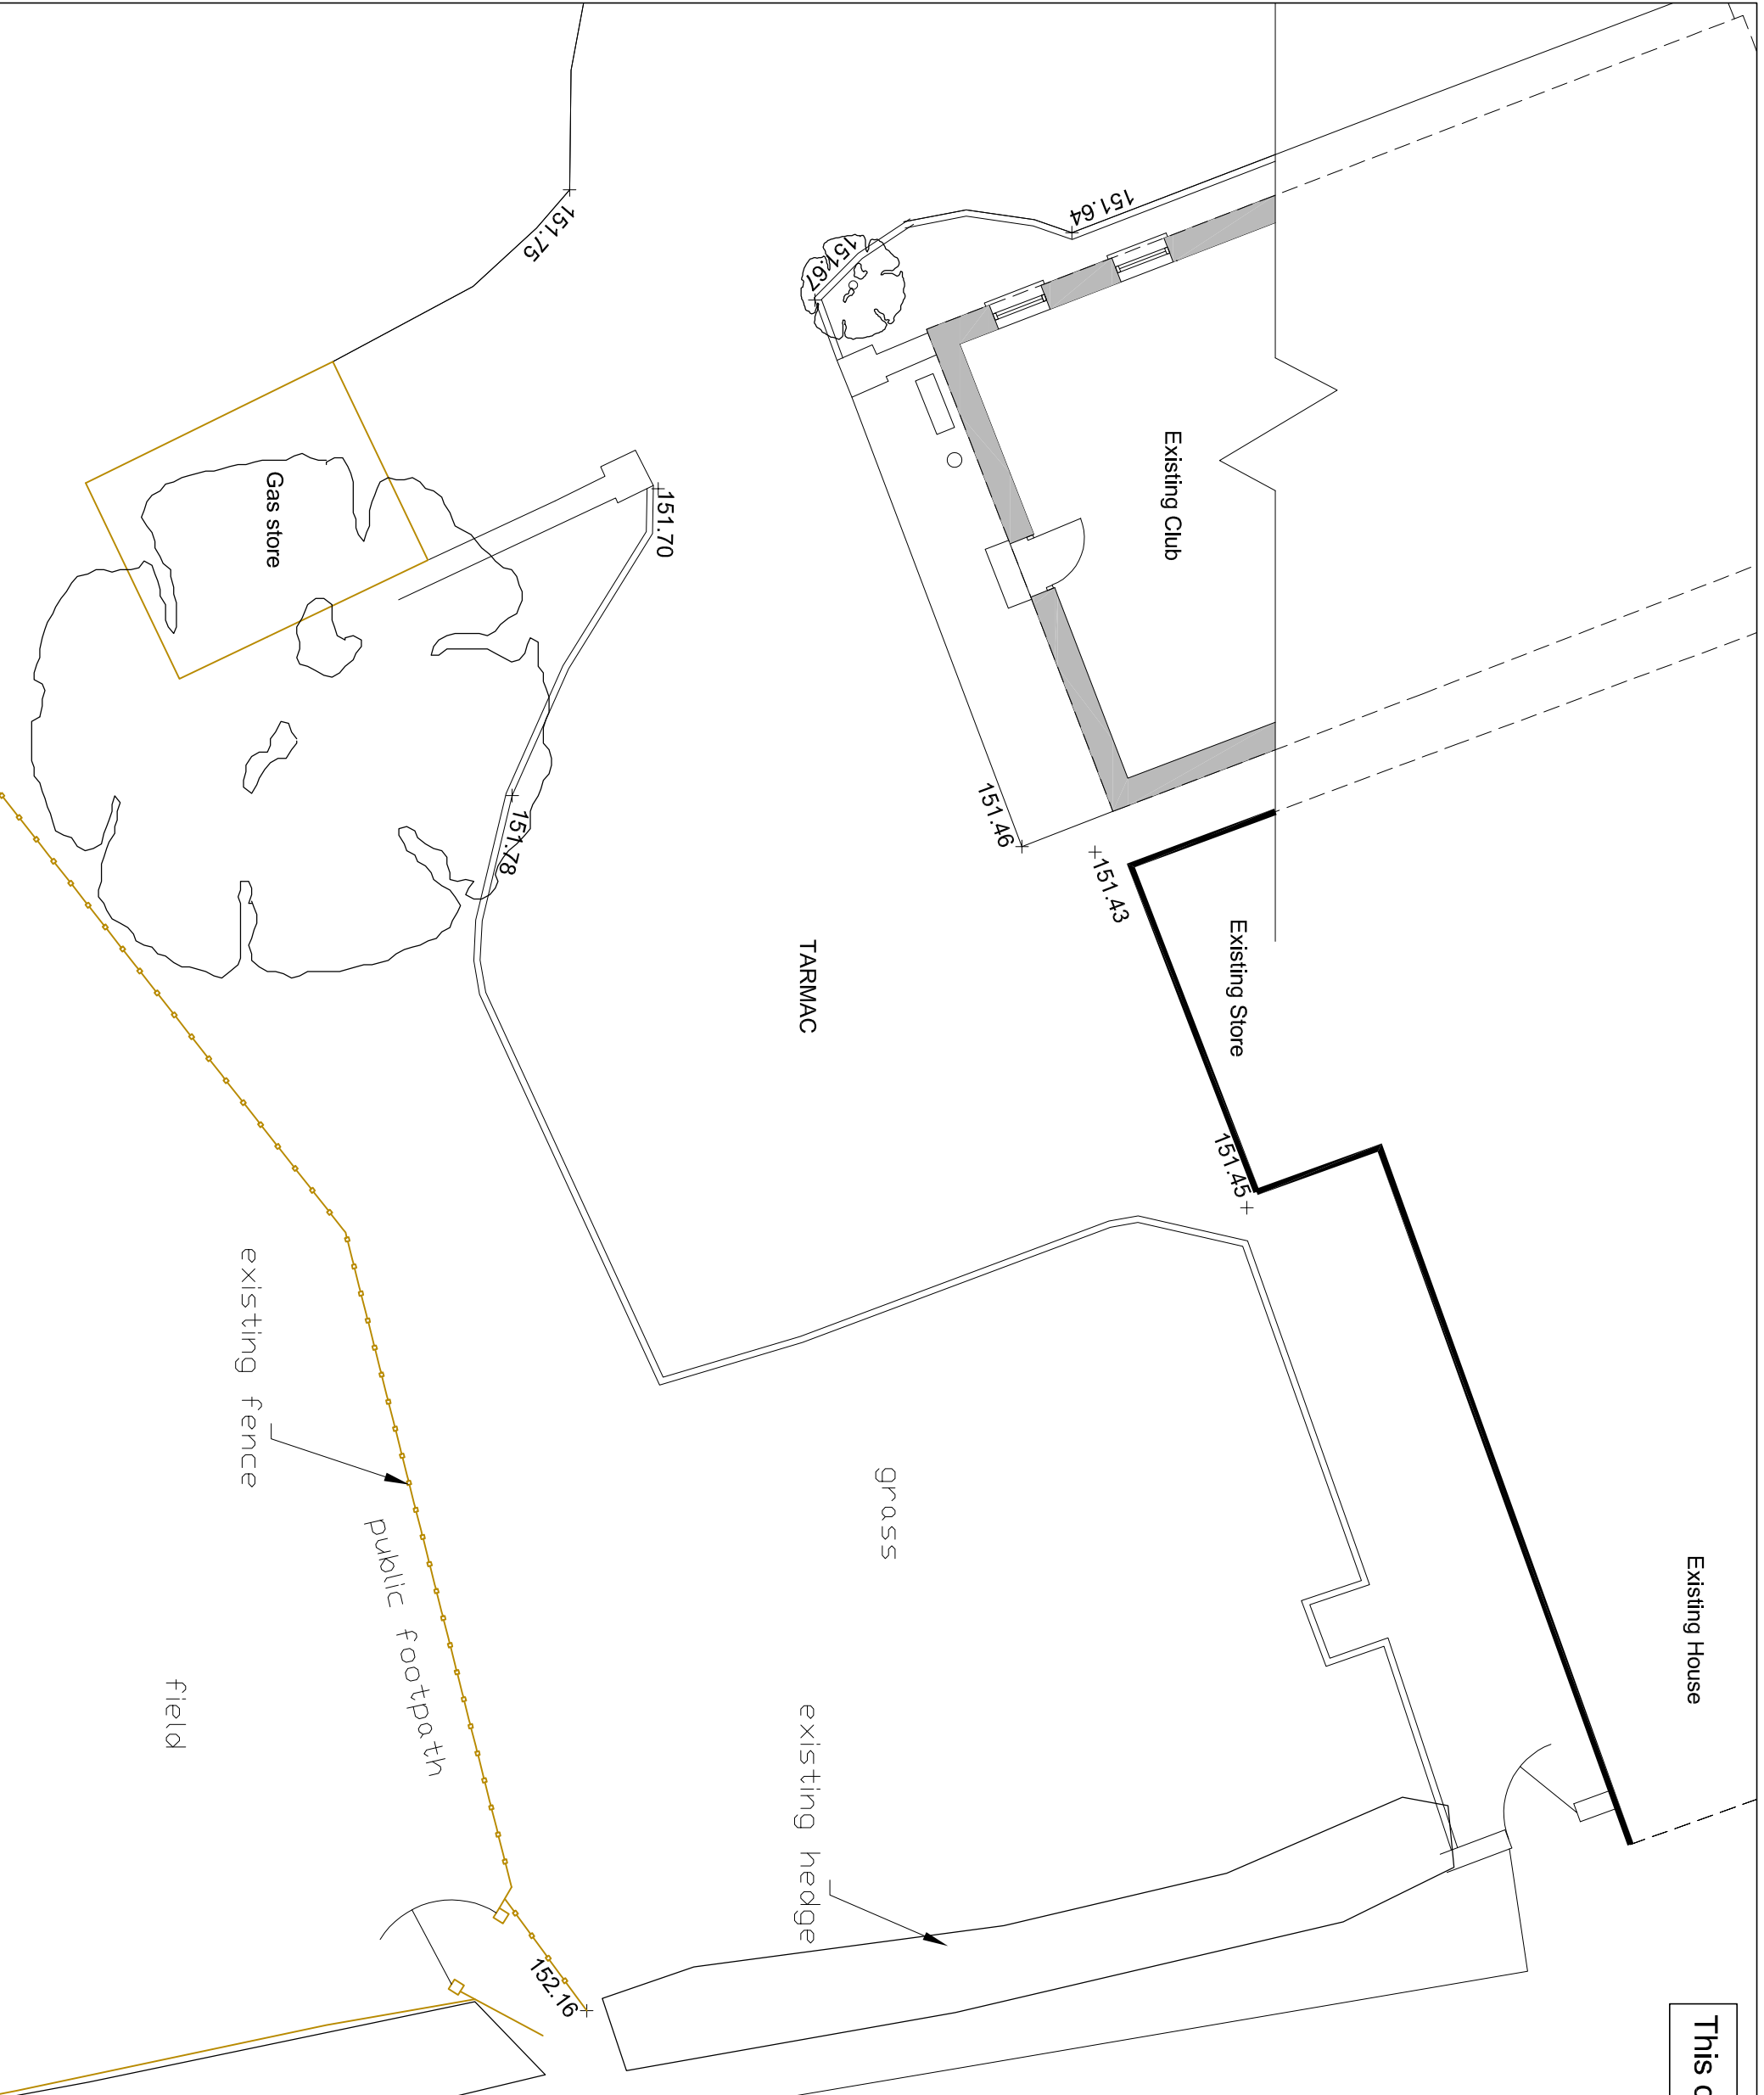 This
Existing House
Existing Club
Existing Store
151.64
151.67
151.75
151.70
151.46
151.43
151.45
151.78
Gas store
TARMAC
grass
existing hedge
existing fence
public footpath
field
152.16